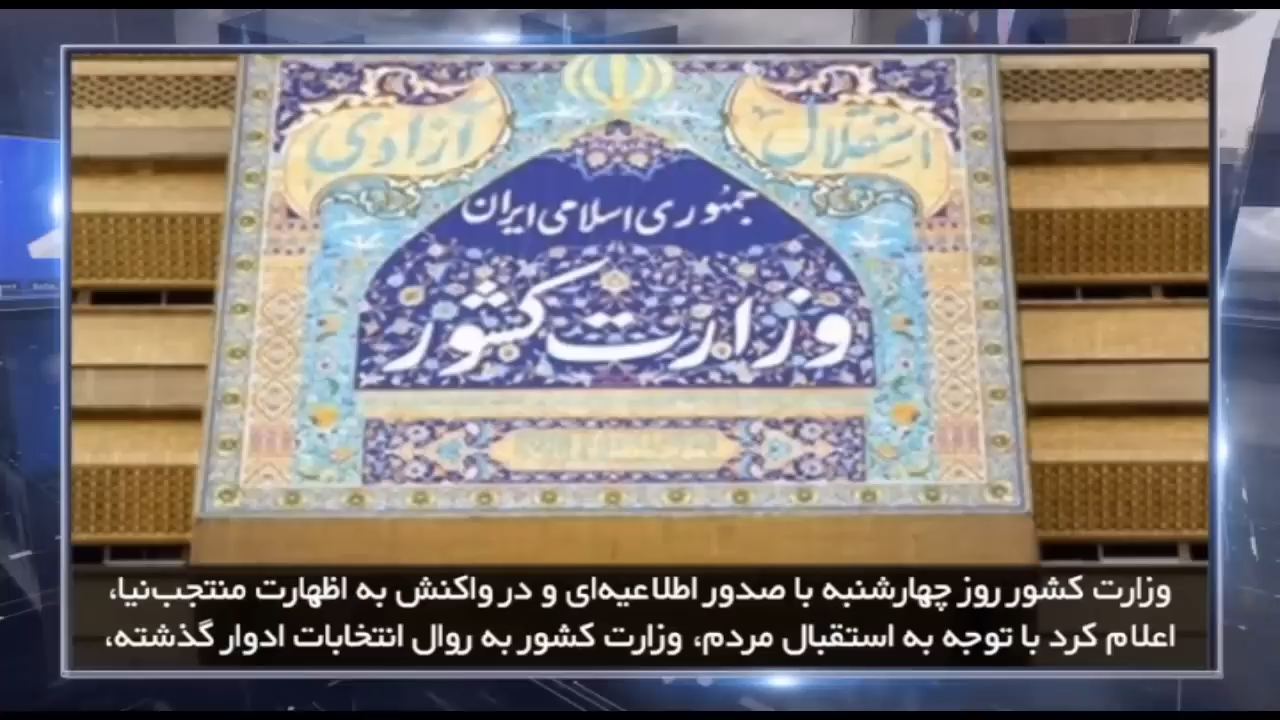 استقلال
آزادی
جمهوری اسلامی ایران
وزارت کشور
وزارت کشور روز چهارشنبه با صدور اطلاعیه‌ای و در واکنش به اظهارت منتجب‌نیا،
اعلام کرد با توجه به استقبال مردم، وزارت کشور به روال انتخابات ادوار گذشته،